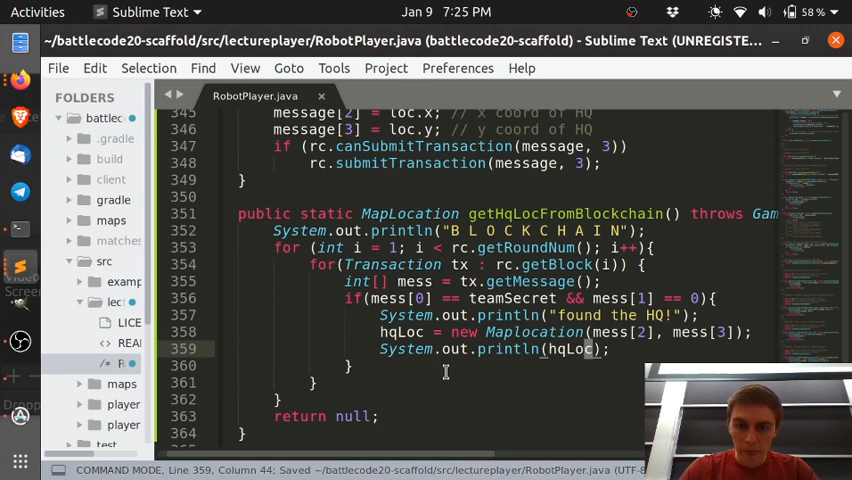 Activities
Sublime Text
Jan 9 7:25 PM
58 %
~/battlecode20-scaffold/src/lectureplayer/RobotPlayer.java (battlecode20-scaffold) - Sublime Text (UNREGISTE...
File Edit Selection Find View Goto Tools Project Preferences Help
FOLDERS
battlec
.gradle
build
client
gradle
maps
matches
src
examp
lect
LICE
REA
/* R
maps
player
player
test
RobotPlayer.java ×
345 message[2] = loc.x; // x coord of HQ
346 message[3] = loc.y; // y coord of HQ
347 if (rc.canSubmitTransaction(message, 3))
348 rc.submitTransaction(message, 3);
349 }
350
351 public static MapLocation getHqLocFromBlockchain() throws Gam
352 System.out.println("B L O C K C H A I N");
353 for (int i = 1; i < rc.getRoundNum(); i++){
354 for(Transaction tx : rc.getBlock(i)) {
355 int[] mess = tx.getMessage();
356 if(mess[0] == teamSecret && mess[1] == 0){
357 System.out.println("found the HQ!");
358 hqLoc = new Maplocation(mess[2], mess[3]);
359 System.out.println(hqLoc);
360 }
361 }
362 }
363 return null;
364 }
COMMAND MODE, Line 359, Column 44; Saved ~/battlecode20-scaffold/src/lectureplayer/RobotPlayer.java (UTF-8